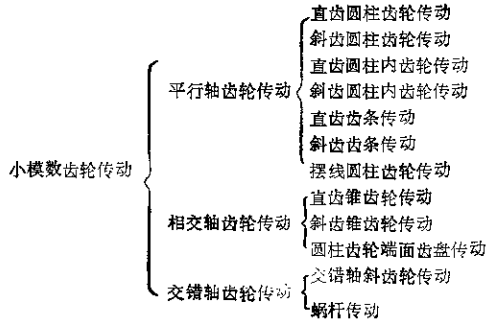 直齿圆柱齿轮传动
斜齿圆柱齿轮传动
直齿圆柱内齿轮传动
平行轴齿轮传动
斜齿圆柱内齿轮传动
直齿齿条传动
斜齿齿条传动
小模数齿轮传动
摆线圆柱齿轮传动
直齿锥齿轮传动
相交轴齿轮传动
斜齿锥齿轮传动
圆柱齿轮端面齿盘传动
交错轴斜齿轮传动
交错轴齿轮传动
蜗杆传动